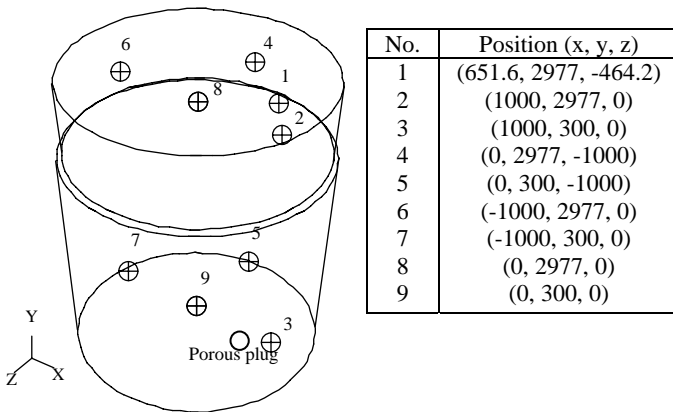 6
4
1
8
2
7
5
9
3
Porous plug
Y
Z
X
No. Position (x, y, z)
1 (651.6, 2977, -464.2)
2 (1000, 2977, 0)
3 (1000, 300, 0)
4 (0, 2977, -1000)
5 (0, 300, -1000)
6 (-1000, 2977, 0)
7 (-1000, 300, 0)
8 (0, 2977, 0)
9 (0, 300, 0)